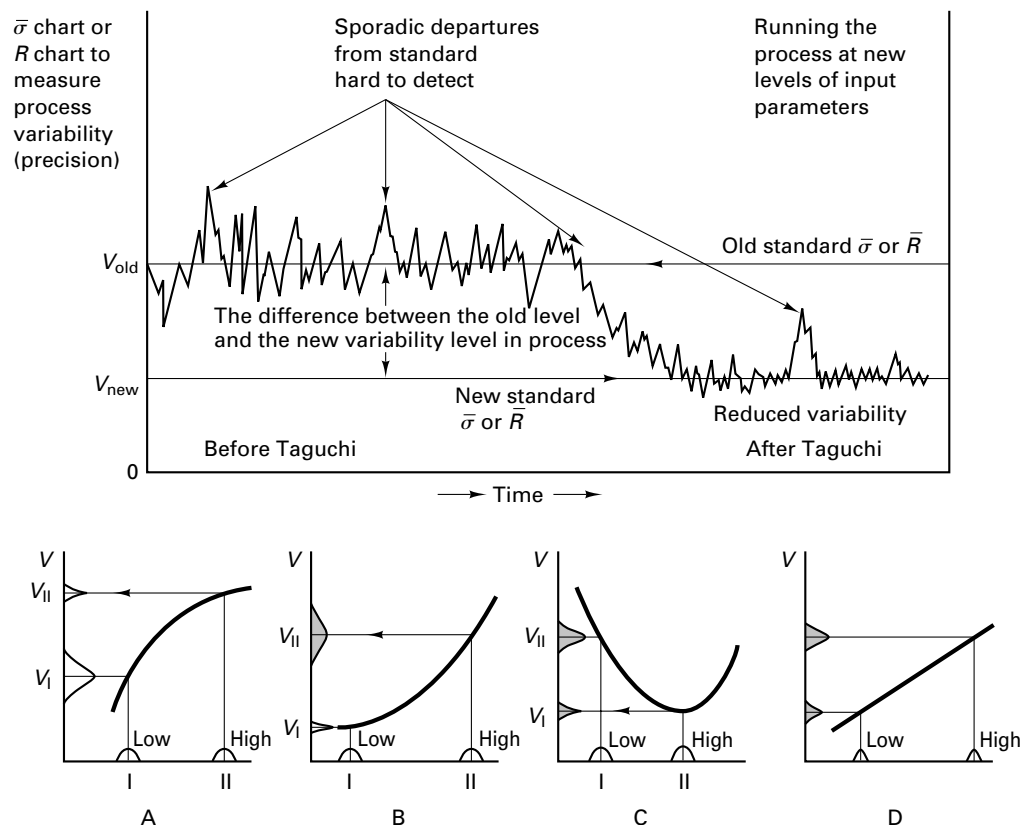 σ̅ chart or
R chart to
measure
process
variability
(precision)
Sporadic departures
from standard
hard to detect
Running the
process at new
levels of input
parameters
Old standard σ̅ or R̅
V_old
The difference between the old level
and the new variability level in process
V_new
New standard
σ̅ or R̅
Reduced variability
Before Taguchi
After Taguchi
0
Time
V
V_II
V_I
Low
High
I
II
A
V
V_II
V_I
Low
High
I
II
B
V
V_II
V_I
Low
High
I
II
C
V
Low
High
D